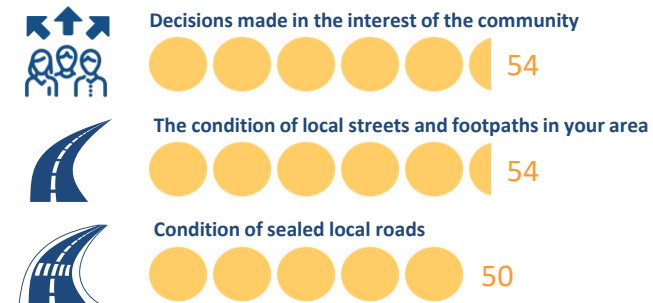 Decisions made in the interest of the community
54
The condition of local streets and footpaths in your area
54
Condition of sealed local roads
50